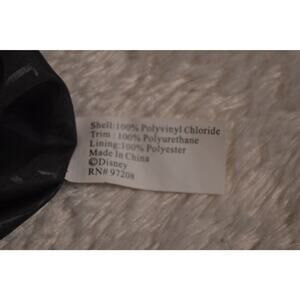 Shell:100% Polyvinyl Chloride
Trim : 100% Polyurethane
Lining:100% Polyester
Made In China
©Disney
RN# 97208